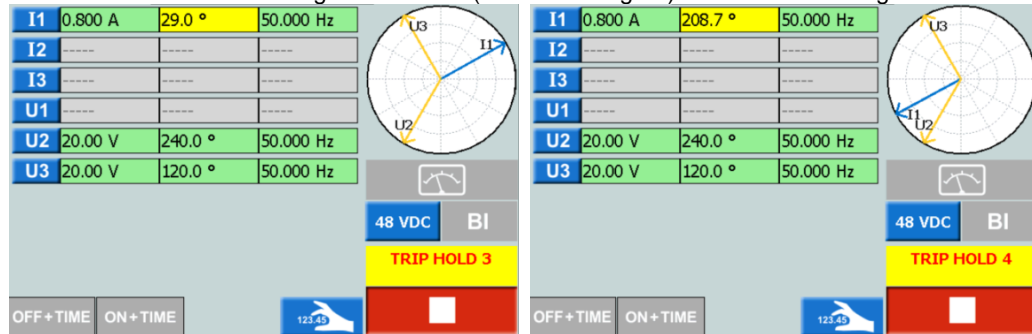 I1 0.800 A 29.0 ° 50.000 Hz
I2 ----- ----- -----
I3 ----- ----- -----
U1 ----- ----- -----
U2 20.00 V 240.0 ° 50.000 Hz
U3 20.00 V 120.0 ° 50.000 Hz
U3
I1
U2
48 VDC BI
TRIP HOLD 3
OFF+TIME ON+TIME 123.45
I1 0.800 A 208.7 ° 50.000 Hz
I2 ----- ----- -----
I3 ----- ----- -----
U1 ----- ----- -----
U2 20.00 V 240.0 ° 50.000 Hz
U3 20.00 V 120.0 ° 50.000 Hz
U3
I1
U2
48 VDC BI
TRIP HOLD 4
OFF+TIME ON+TIME 123.45